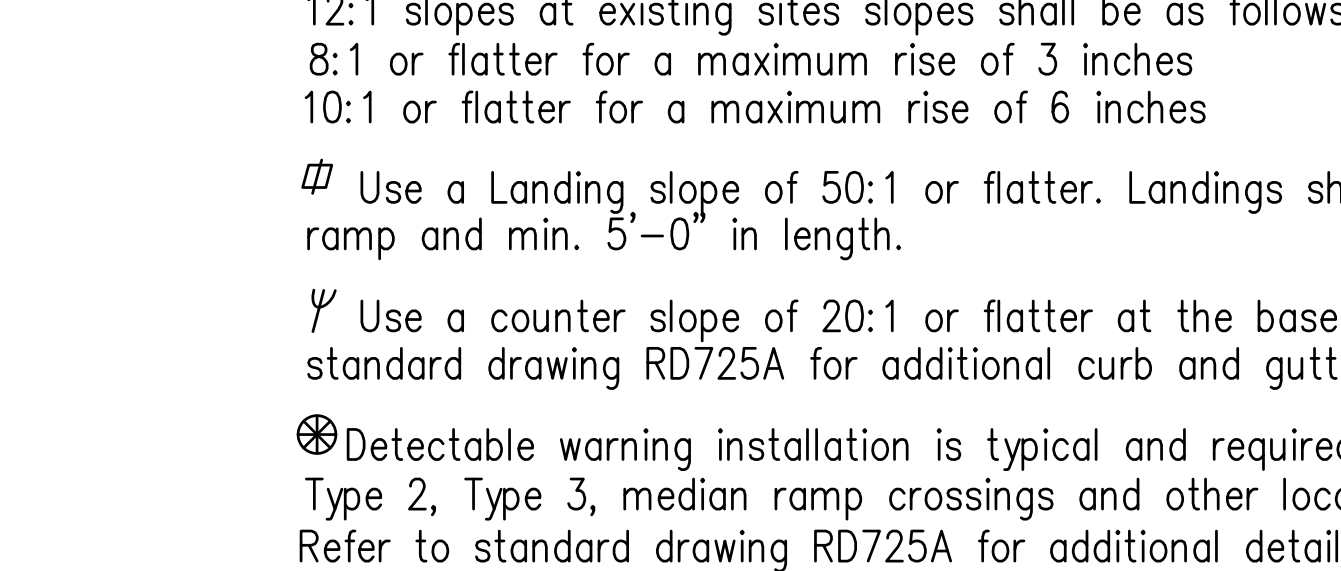 12:1 slopes at existing sites slopes shall be as follows
8:1 or flatter for a maximum rise of 3 inches
10:1 or flatter for a maximum rise of 6 inches
Use a Landing slope of 50:1 or flatter. Landings sh
ramp and min. 5'–0" in length.
Use a counter slope of 20:1 or flatter at the base
standard drawing RD725A for additional curb and gutt
Detectable warning installation is typical and required
Type 2, Type 3, median ramp crossings and other loca
Refer to standard drawing RD725A for additional detail